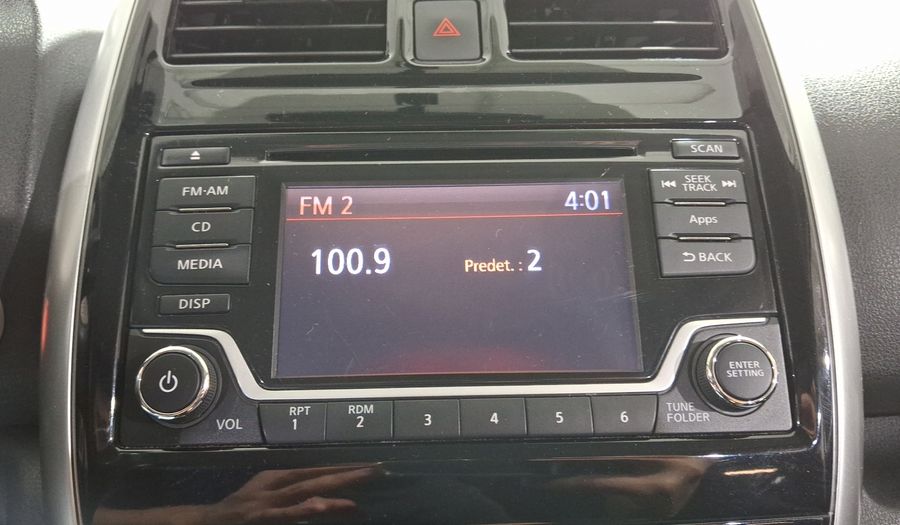 SCAN
FM·AM
SEEK
TRACK
FM 2 4:01
CD
Apps
100.9 Predet. : 2
MEDIA
BACK
DISP
ENTER
SETTING
VOL
RPT
1
RDM
2
3
4
5
6
TUNE
FOLDER